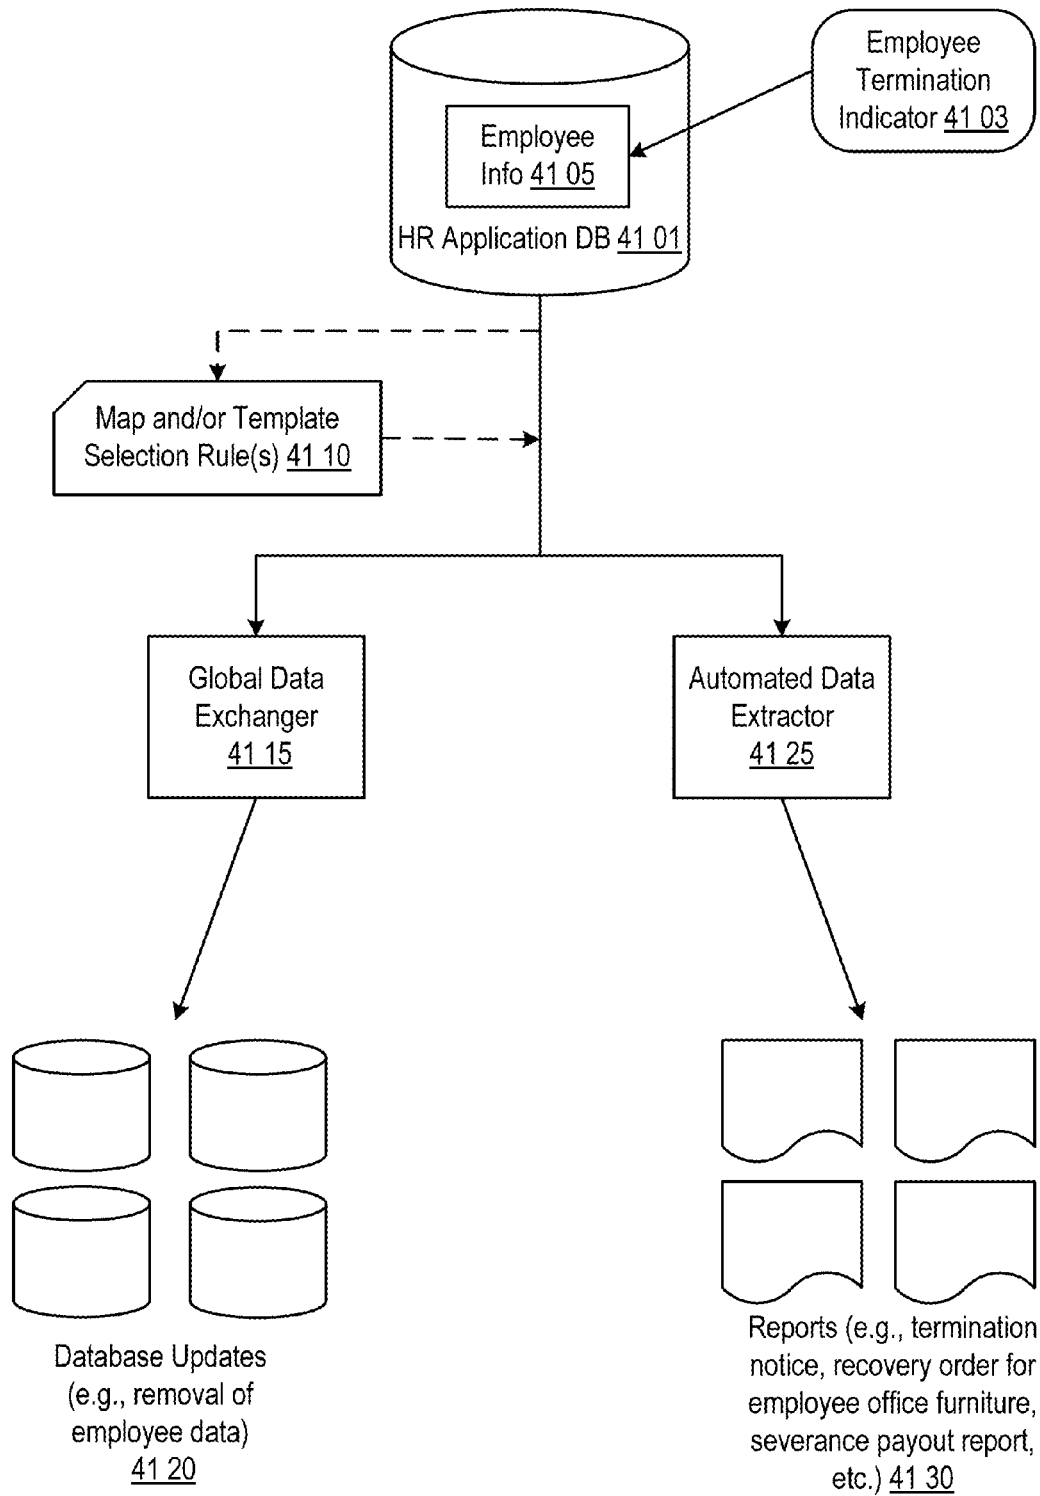 Employee
Termination
Indicator 41 03
Employee
Info 41 05
HR Application DB 41 01
Map and/or Template
Selection Rule(s) 41 10
Global Data
Exchanger
41 15
Automated Data
Extractor
41 25
Database Updates
(e.g., removal of
employee data)
41 20
Reports (e.g., termination
notice, recovery order for
employee office furniture,
severance payout report,
etc.) 41 30